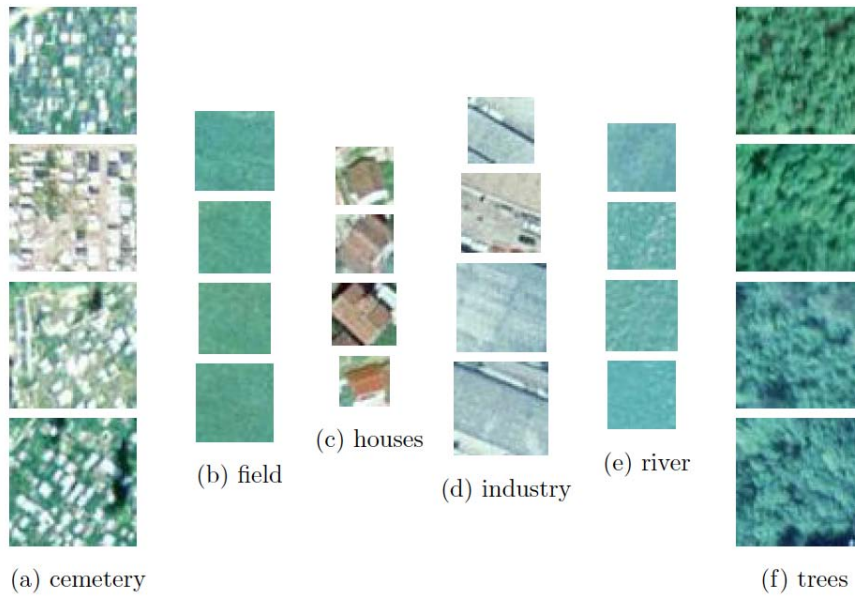 (a) cemetery
(b) field
(c) houses
(d) industry
(e) river
(f) trees